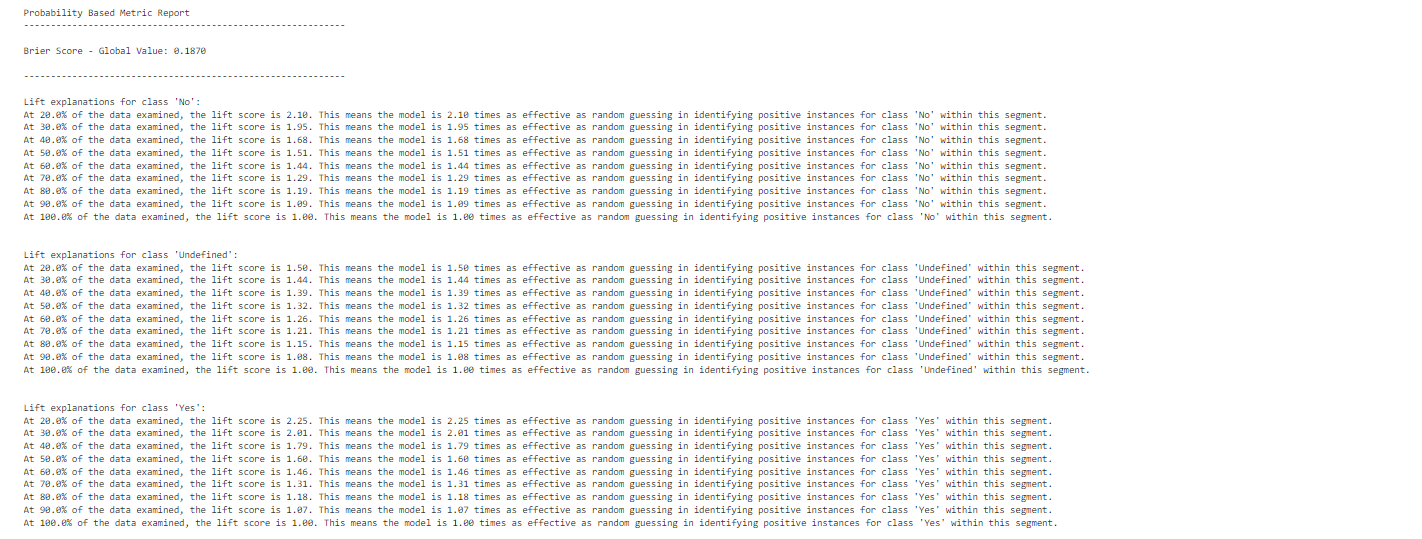 Probability Based Metric Report
------------------------------------------------------------
Brier Score - Global Value: 0.1870
------------------------------------------------------------
Lift explanations for class 'No':
At 20.0% of the data examined, the lift score is 2.10. This means the model is 2.10 times as effective as random guessing in identifying positive instances for class 'No' within this segment.
At 30.0% of the data examined, the lift score is 1.95. This means the model is 1.95 times as effective as random guessing in identifying positive instances for class 'No' within this segment.
At 40.0% of the data examined, the lift score is 1.68. This means the model is 1.68 times as effective as random guessing in identifying positive instances for class 'No' within this segment.
At 50.0% of the data examined, the lift score is 1.51. This means the model is 1.51 times as effective as random guessing in identifying positive instances for class 'No' within this segment.
At 60.0% of the data examined, the lift score is 1.44. This means the model is 1.44 times as effective as random guessing in identifying positive instances for class 'No' within this segment.
At 70.0% of the data examined, the lift score is 1.29. This means the model is 1.29 times as effective as random guessing in identifying positive instances for class 'No' within this segment.
At 80.0% of the data examined, the lift score is 1.19. This means the model is 1.19 times as effective as random guessing in identifying positive instances for class 'No' within this segment.
At 90.0% of the data examined, the lift score is 1.09. This means the model is 1.09 times as effective as random guessing in identifying positive instances for class 'No' within this segment.
At 100.0% of the data examined, the lift score is 1.00. This means the model is 1.00 times as effective as random guessing in identifying positive instances for class 'No' within this segment.
Lift explanations for class 'Undefined':
At 20.0% of the data examined, the lift score is 1.50. This means the model is 1.50 times as effective as random guessing in identifying positive instances for class 'Undefined' within this segment.
At 30.0% of the data examined, the lift score is 1.44. This means the model is 1.44 times as effective as random guessing in identifying positive instances for class 'Undefined' within this segment.
At 40.0% of the data examined, the lift score is 1.39. This means the model is 1.39 times as effective as random guessing in identifying positive instances for class 'Undefined' within this segment.
At 50.0% of the data examined, the lift score is 1.32. This means the model is 1.32 times as effective as random guessing in identifying positive instances for class 'Undefined' within this segment.
At 60.0% of the data examined, the lift score is 1.26. This means the model is 1.26 times as effective as random guessing in identifying positive instances for class 'Undefined' within this segment.
At 70.0% of the data examined, the lift score is 1.21. This means the model is 1.21 times as effective as random guessing in identifying positive instances for class 'Undefined' within this segment.
At 80.0% of the data examined, the lift score is 1.15. This means the model is 1.15 times as effective as random guessing in identifying positive instances for class 'Undefined' within this segment.
At 90.0% of the data examined, the lift score is 1.08. This means the model is 1.08 times as effective as random guessing in identifying positive instances for class 'Undefined' within this segment.
At 100.0% of the data examined, the lift score is 1.00. This means the model is 1.00 times as effective as random guessing in identifying positive instances for class 'Undefined' within this segment.
Lift explanations for class 'Yes':
At 20.0% of the data examined, the lift score is 2.25. This means the model is 2.25 times as effective as random guessing in identifying positive instances for class 'Yes' within this segment.
At 30.0% of the data examined, the lift score is 2.01. This means the model is 2.01 times as effective as random guessing in identifying positive instances for class 'Yes' within this segment.
At 40.0% of the data examined, the lift score is 1.79. This means the model is 1.79 times as effective as random guessing in identifying positive instances for class 'Yes' within this segment.
At 50.0% of the data examined, the lift score is 1.60. This means the model is 1.60 times as effective as random guessing in identifying positive instances for class 'Yes' within this segment.
At 60.0% of the data examined, the lift score is 1.46. This means the model is 1.46 times as effective as random guessing in identifying positive instances for class 'Yes' within this segment.
At 70.0% of the data examined, the lift score is 1.31. This means the model is 1.31 times as effective as random guessing in identifying positive instances for class 'Yes' within this segment.
At 80.0% of the data examined, the lift score is 1.18. This means the model is 1.18 times as effective as random guessing in identifying positive instances for class 'Yes' within this segment.
At 90.0% of the data examined, the lift score is 1.07. This means the model is 1.07 times as effective as random guessing in identifying positive instances for class 'Yes' within this segment.
At 100.0% of the data examined, the lift score is 1.00. This means the model is 1.00 times as effective as random guessing in identifying positive instances for class 'Yes' within this segment.